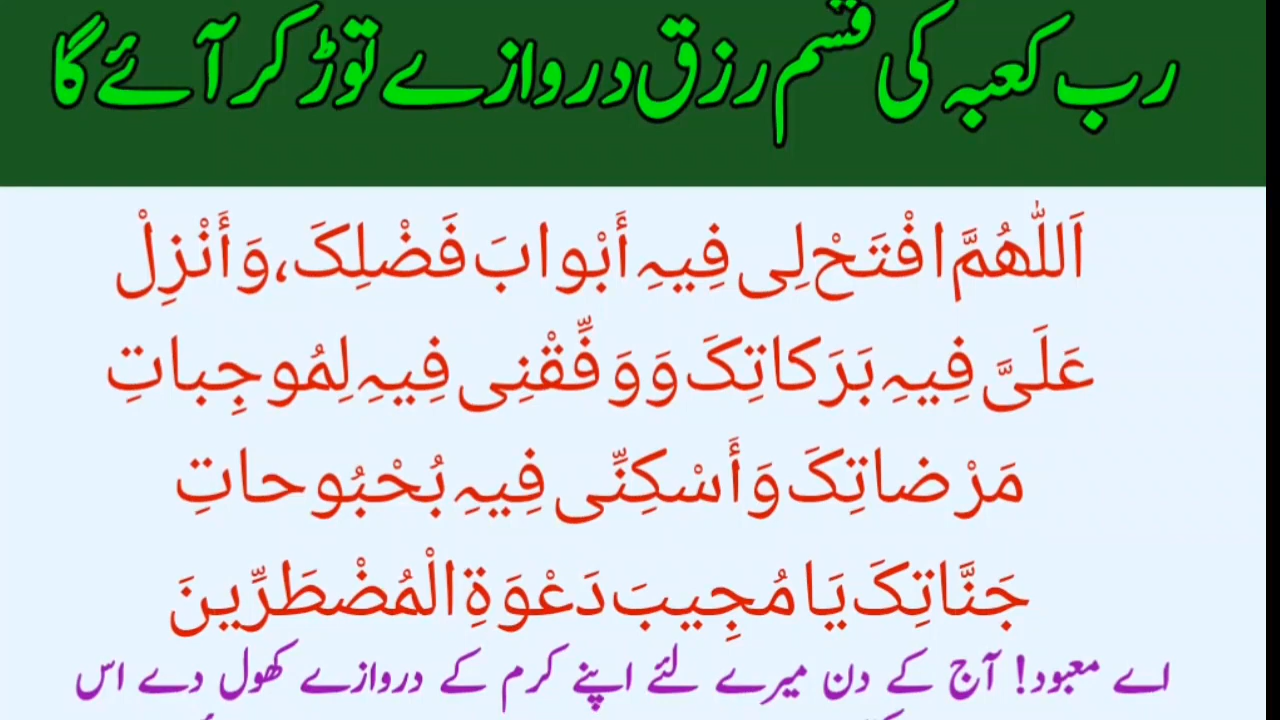 رب کعبہ کی قسم رزق دروازے توڑ کر آئے گا
اَللّٰھُمَّ افْتَحْ لِی فِیہِ أَبْوابَ فَضْلِکَ، وَأَنْزِلْ
عَلَیَّ فِیہِ بَرَکاتِکَ وَوَفِّقْنِی فِیہِ لِمُوجِباتِ
مَرْضاتِکَ وَأَسْکِنِّی فِیہِ بُحْبُوحاتِ
جَنَّاتِکَ یَا مُجِیبَ دَعْوَۃِ الْمُضْطَرِّینَ
اے معبود! آج کے دن میرے لئے اپنے کرم کے دروازے کھول دے اس